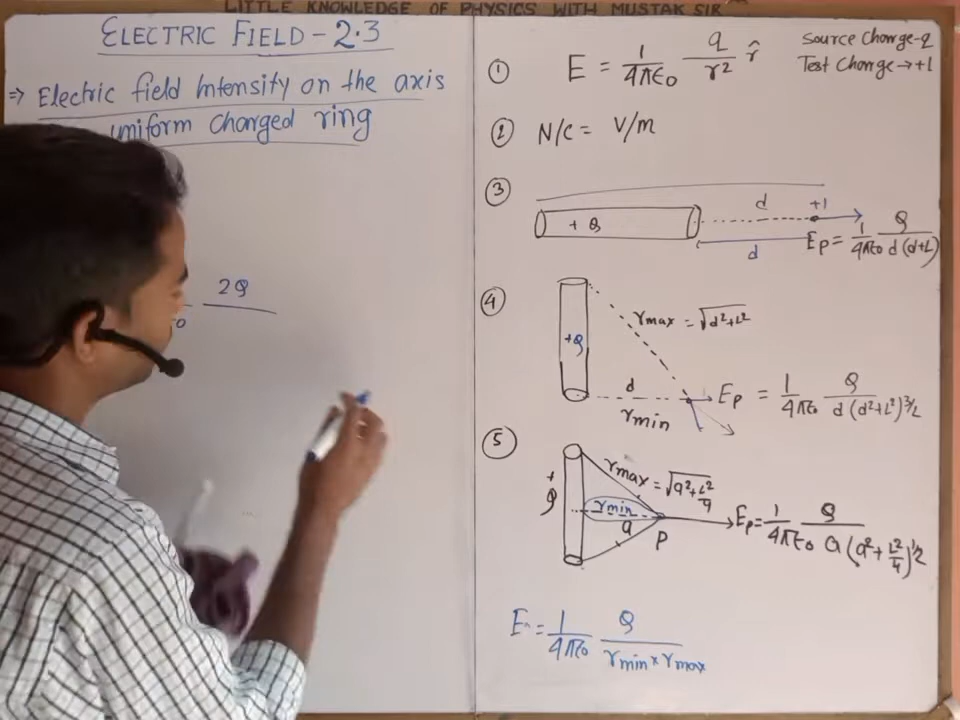 LITTLE KNOWLEDGE OF PHYSICS WITH MUSTAK SIR
ELECTRIC FIELD - 2.3
⇒ Electric field Intensity on the axis
uniform charged ring
2Q
① E = 1/4πϵ₀ q/r² r̂
Source Charge-q
Test Charge → +1
② N/C = V/m
③
+ Q
d
+1
d
Ep = 1/4πϵ₀ Q/d(d+L)
④
+Q
rmax = √d²+L²
d
rmin
Ep = 1/4πϵ₀ Q/d(d²+L²)^3/2
⑤
+Q
rmax = √a²+L²/4
rmin
a
P
Ep = 1/4πϵ₀ Q/a(a²+L²/4)^1/2
E = 1/4πϵ₀ Q/rmin × rmax